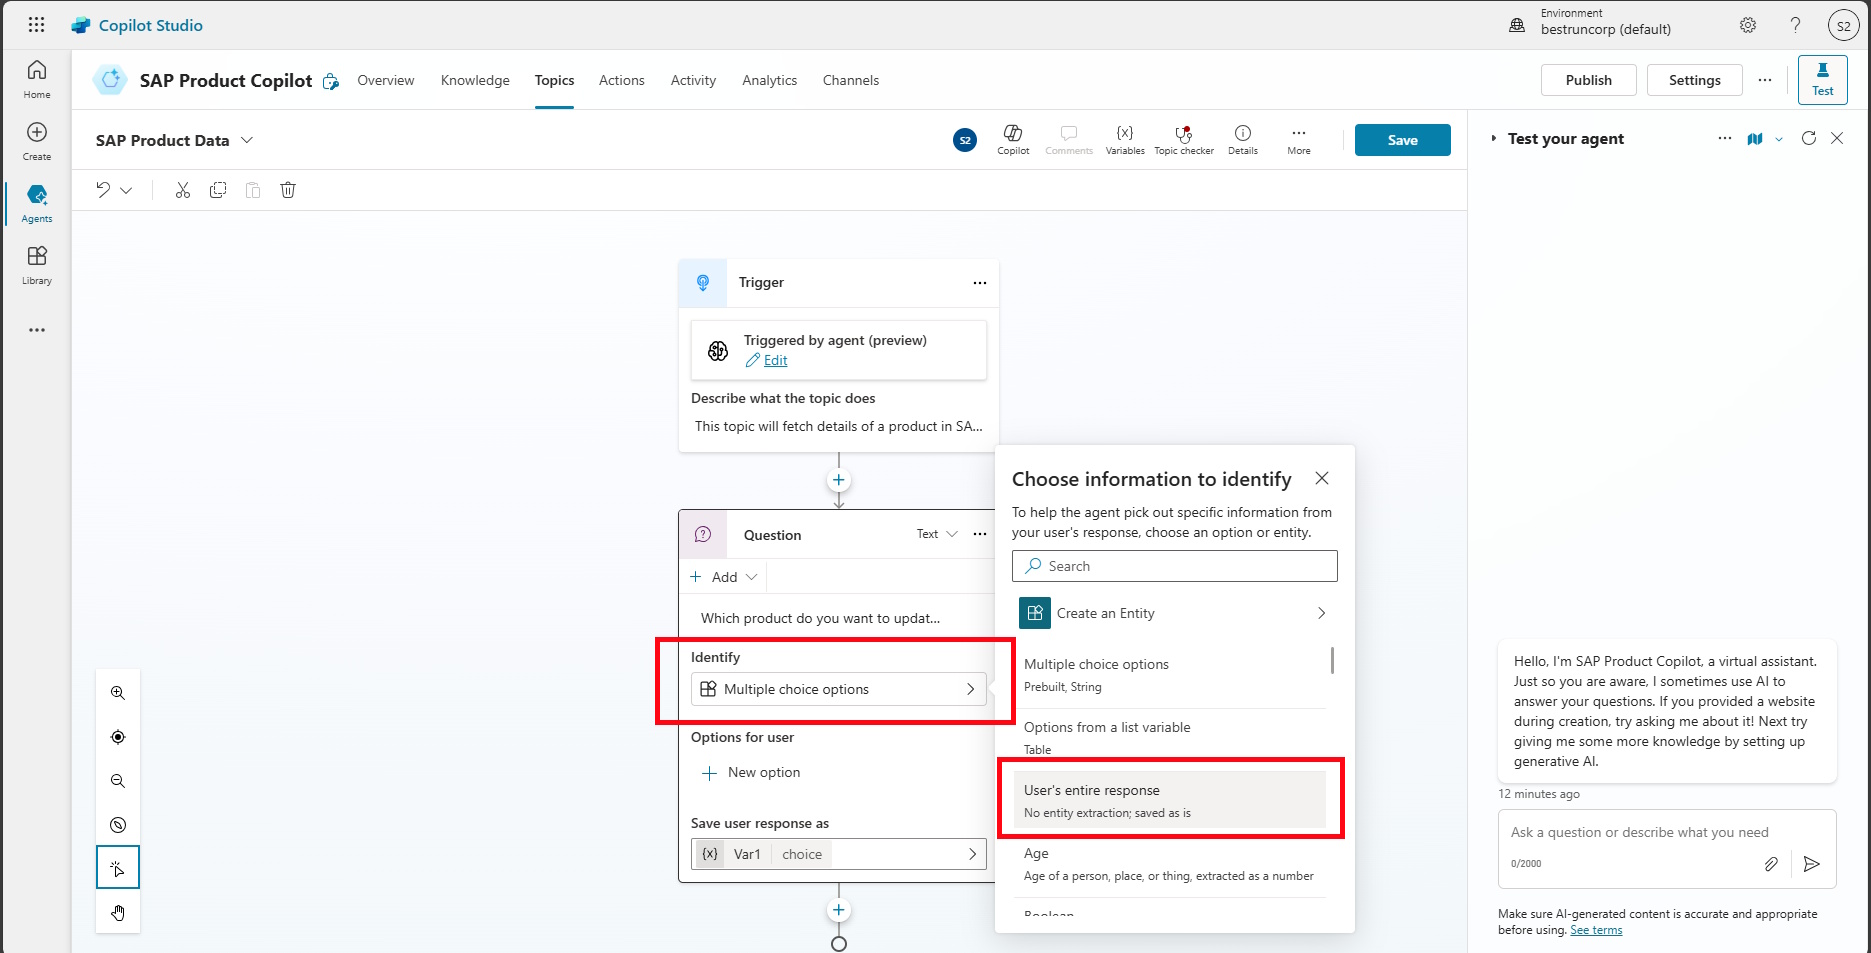 Copilot Studio
Environment
bestruncorp (default)
S2
Home
Create
Agents
Library
SAP Product Copilot
Overview
Knowledge
Topics
Actions
Activity
Analytics
Channels
Publish
Settings
Test
SAP Product Data
S2
Copilot
Comments
{x}
Variables
Topic checker
Details
More
Save
Trigger
Triggered by agent (preview)
Edit
Describe what the topic does
This topic will fetch details of a product in SA...
Question
Text
Add
Which product do you want to updat...
Identify
Multiple choice options
Options for user
New option
Save user response as
{x} Var1 choice
Choose information to identify
To help the agent pick out specific information from
your user's response, choose an option or entity.
Search
Create an Entity
Multiple choice options
Prebuilt, String
Options from a list variable
Table
User's entire response
No entity extraction; saved as is
Age
Age of a person, place, or thing, extracted as a number
Boolean
Test your agent
Hello, I'm SAP Product Copilot, a virtual assistant.
Just so you are aware, I sometimes use AI to
answer your questions. If you provided a website
during creation, try asking me about it! Next try
giving me some more knowledge by setting up
generative AI.
12 minutes ago
Ask a question or describe what you need
0/2000
Make sure AI-generated content is accurate and appropriate
before using. See terms